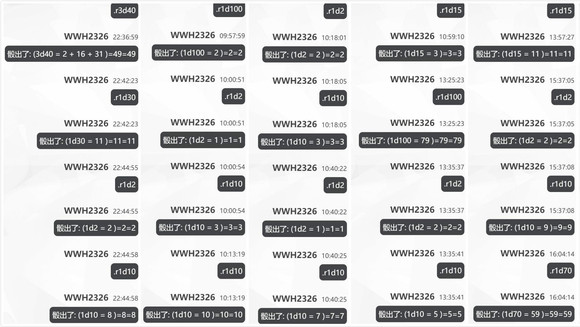 .r3d40
WWH2326 22:36:59
骰出了: (3d40 = 2 + 16 + 31 )=49=49
WWH2326 22:42:23
.r1d30
WWH2326 22:42:23
骰出了: (1d30 = 11 )=11=11
WWH2326 22:44:55
.r1d2
WWH2326 22:44:55
骰出了: (1d2 = 2 )=2=2
WWH2326 22:44:58
.r1d10
WWH2326 22:44:58
骰出了: (1d10 = 8 )=8=8
.r1d100
WWH2326 09:57:59
骰出了: (1d100 = 2 )=2=2
WWH2326 10:00:51
.r1d2
WWH2326 10:00:51
骰出了: (1d2 = 1 )=1=1
WWH2326 10:00:54
.r1d10
WWH2326 10:00:54
骰出了: (1d10 = 3 )=3=3
WWH2326 10:13:19
.r1d10
WWH2326 10:13:19
骰出了: (1d10 = 10 )=10=10
.r1d2
WWH2326 10:18:01
骰出了: (1d2 = 2 )=2=2
WWH2326 10:18:05
.r1d10
WWH2326 10:18:05
骰出了: (1d10 = 3 )=3=3
WWH2326 10:40:22
.r1d2
WWH2326 10:40:22
骰出了: (1d2 = 1 )=1=1
WWH2326 10:40:25
.r1d10
WWH2326 10:40:25
骰出了: (1d10 = 7 )=7=7
.r1d15
WWH2326 10:59:10
骰出了: (1d15 = 3 )=3=3
WWH2326 13:25:23
.r1d100
WWH2326 13:25:23
骰出了: (1d100 = 79 )=79=79
WWH2326 13:35:37
.r1d2
WWH2326 13:35:37
骰出了: (1d2 = 2 )=2=2
WWH2326 13:35:41
.r1d10
WWH2326 13:35:41
骰出了: (1d10 = 5 )=5=5
.r1d15
WWH2326 13:57:27
骰出了: (1d15 = 11 )=11=11
WWH2326 15:37:05
.r1d2
WWH2326 15:37:05
骰出了: (1d2 = 2 )=2=2
WWH2326 15:37:08
.r1d10
WWH2326 15:37:08
骰出了: (1d10 = 9 )=9=9
WWH2326 16:04:14
.r1d70
WWH2326 16:04:14
骰出了: (1d70 = 59 )=59=59